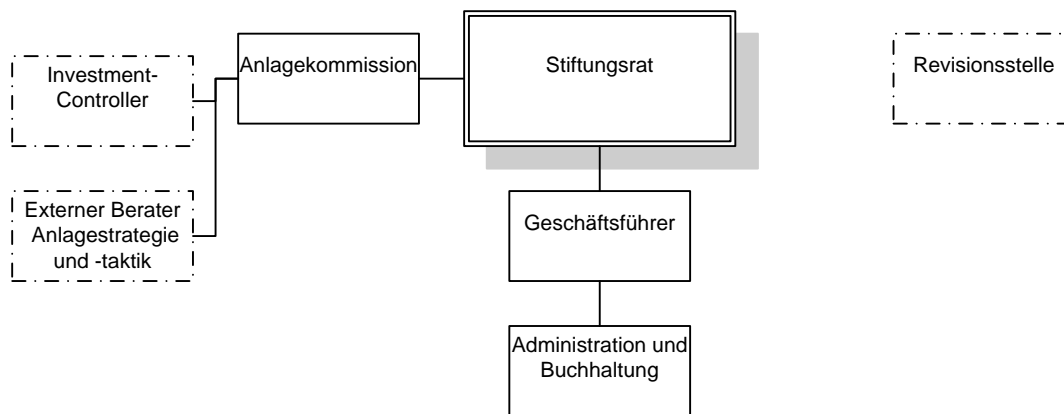 Investment-
Controller
Anlagekommission
Stiftungsrat
Revisionsstelle
Externer Berater
Anlagestrategie
und -taktik
Geschäftsführer
Administration und
Buchhaltung